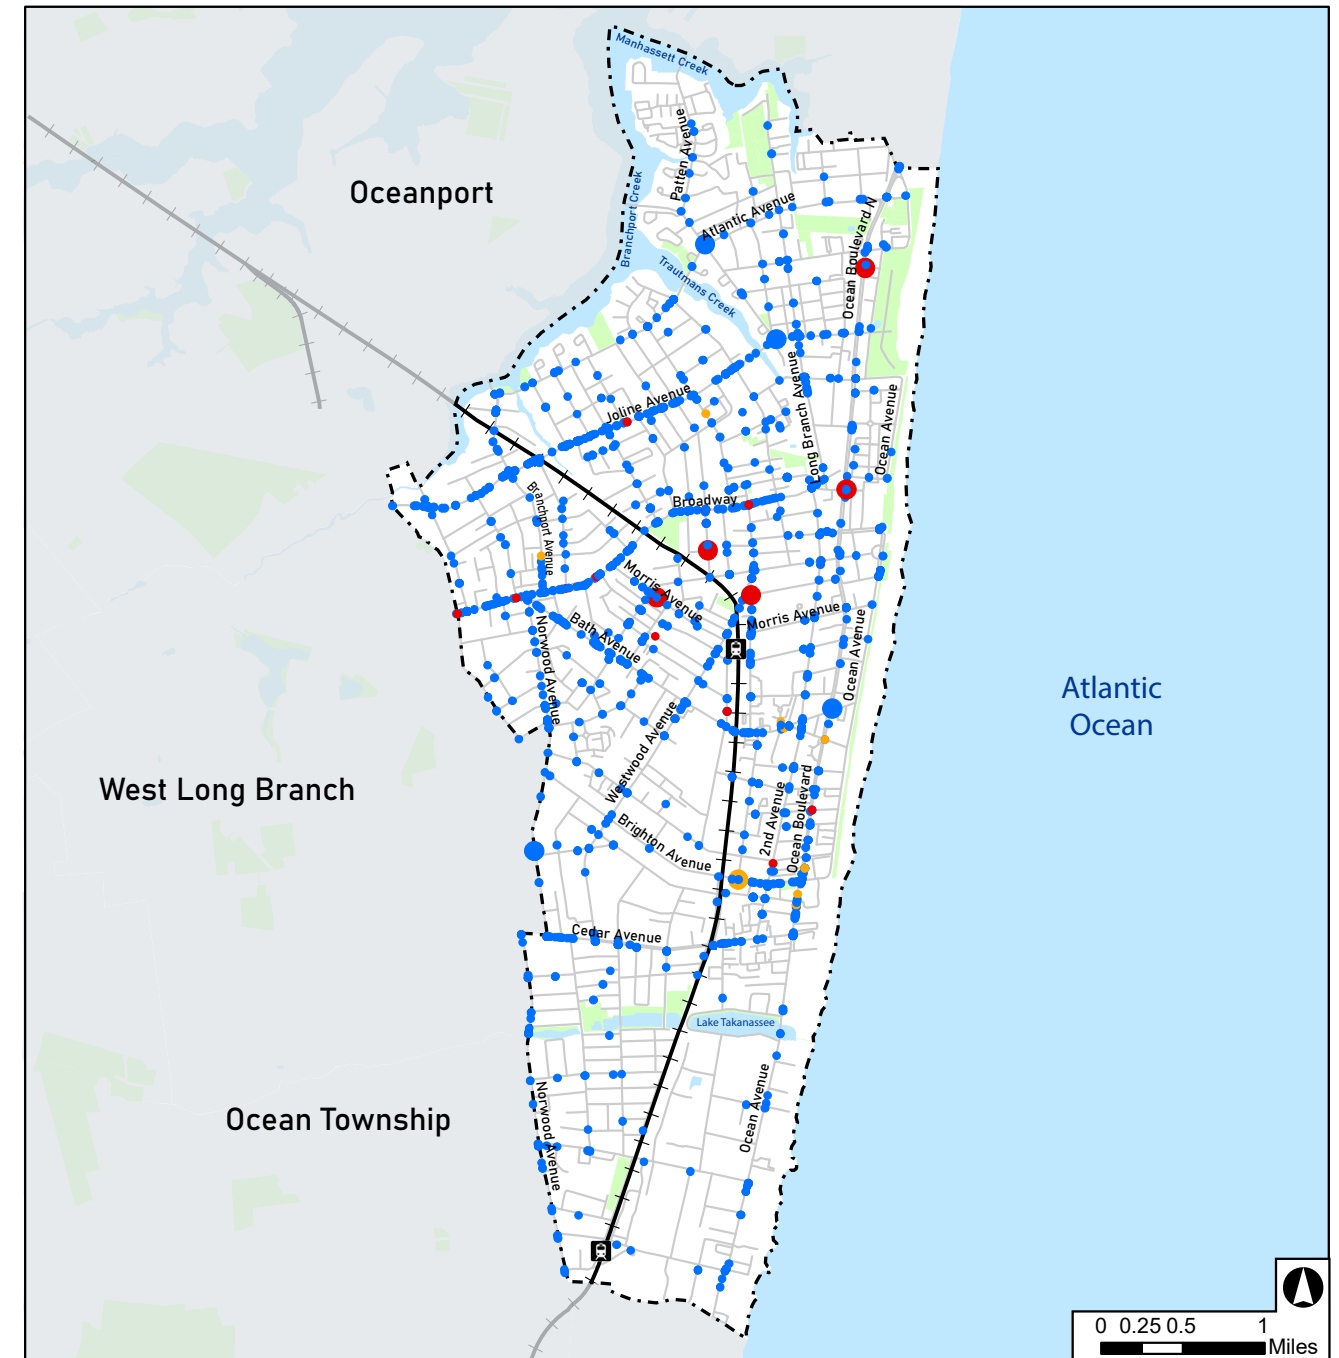 Manhassett Creek
Patten Avenue
Oceanport
Branchport Creek
Atlantic Avenue
Ocean Boulevard N
Trautmans Creek
Long Branch Avenue
Joline Avenue
Ocean Avenue
Broadway
Branchport Avenue
Morris Avenue
Morris Avenue
Bath Avenue
Norwood Avenue
Ocean Avenue
Atlantic
Ocean
Westwood Avenue
West Long Branch
2nd Avenue
Ocean Boulevard
Brighton Avenue
Cedar Avenue
Lake Takanassee
Ocean Township
Norwood Avenue
Ocean Avenue
0 0.25 0.5 1
Miles